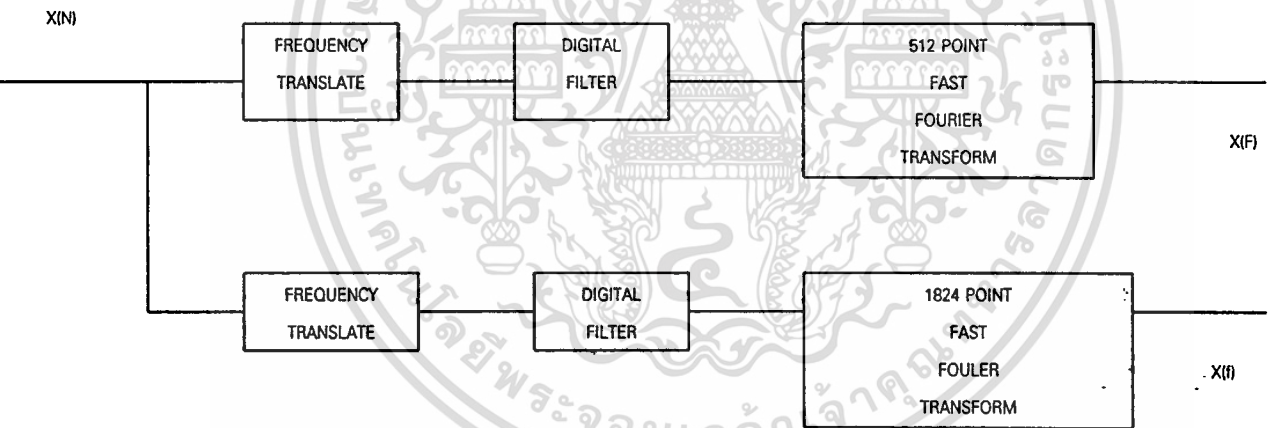 X(N)
FREQUENCY
TRANSLATE
DIGITAL
FILTER
512 POINT
FAST
FOURIER
TRANSFORM
X(F)
FREQUENCY
TRANSLATE
DIGITAL
FILTER
1824 POINT
FAST
FOULER
TRANSFORM
X(f)